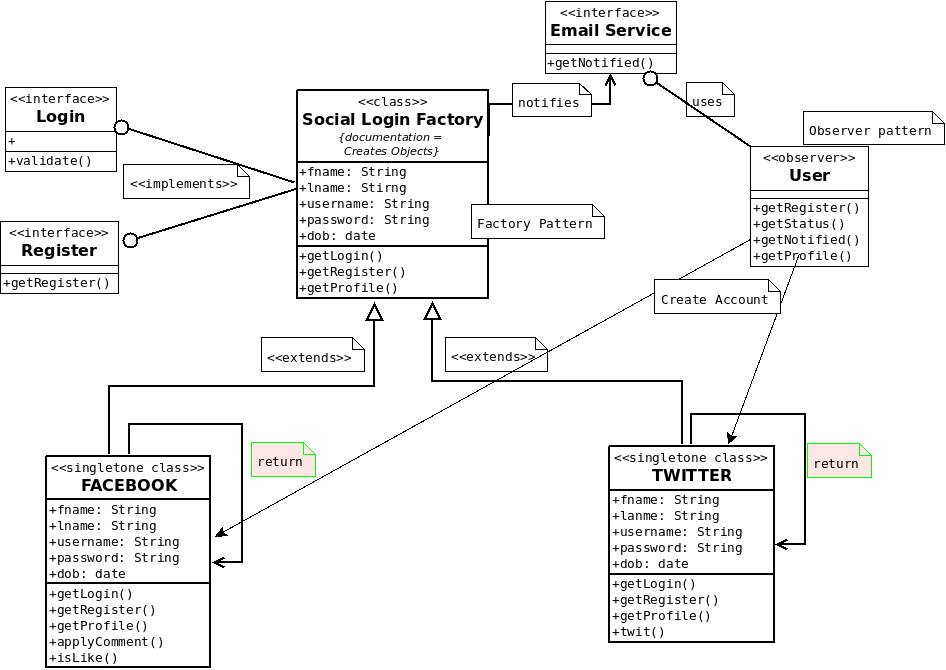 <<interface>>
Email Service
+getNotified()
<<interface>>
Login
+
+validate()
<<implements>>
<<interface>>
Register
+getRegister()
<<class>>
Social Login Factory
{documentation =
Creates Objects}
+fname: String
+lname: Stirng
+username: String
+password: String
+dob: date
+getLogin()
+getRegister()
+getProfile()
notifies
uses
Factory Pattern
Observer pattern
<<observer>>
User
+getRegister()
+getStatus()
+getNotified()
+getProfile()
Create Account
<<extends>>
<<extends>>
<<singletone class>>
FACEBOOK
+fname: String
+lname: String
+username: String
+password: String
+dob: date
+getLogin()
+getRegister()
+getProfile()
+applyComment()
+isLike()
return
<<singletone class>>
TWITTER
+fname: String
+lanme: String
+username: String
+password: String
+dob: date
+getLogin()
+getRegister()
+getProfile()
+twit()
return